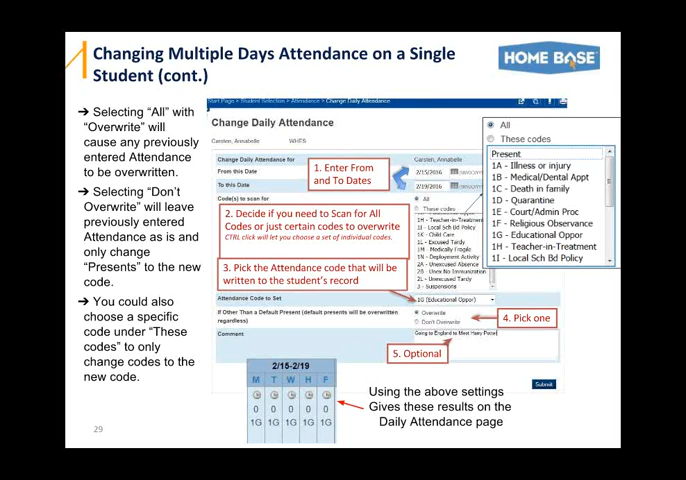 Changing Multiple Days Attendance on a Single
Student (cont.)
HOME BASE
➔ Selecting “All” with
“Overwrite” will
cause any previously
entered Attendance
to be overwritten.
➔ Selecting “Don’t
Overwrite” will leave
previously entered
Attendance as is and
only change
“Presents” to the new
code.
➔ You could also
choose a specific
code under “These
codes” to only
change codes to the
new code.
Start Page > Student Selection > Attendance > Change Daily Attendance
Change Daily Attendance
Carsten, Annabelle WHFS
Change Daily Attendance for Carsten, Annabelle
From this Date 2/15/2016
To this Date 2/19/2016
1. Enter From
and To Dates
Code(s) to scan for All
These codes
2. Decide if you need to Scan for All
Codes or just certain codes to overwrite
CTRL click will let you choose a set of individual codes.
1H - Teacher-in-Treatment
1I - Local Sch Bd Policy
1K - Child Care
1L - Excused Tardy
1M - Medically Fragile
1N - Deployment Activity
2A - Unexcused Absence
2B - Unex No Immunization
2L - Unexcused Tardy
3 - Suspensions
3. Pick the Attendance code that will be
written to the student’s record
Attendance Code to Set 1G (Educational Oppor)
If Other Than a Default Present (default presents will be overwritten
regardless)
Overwrite
Don't Overwrite
4. Pick one
Comment Going to England to Meet Harry Potter
5. Optional
Submit
All
These codes
Present
1A - Illness or injury
1B - Medical/Dental Appt
1C - Death in family
1D - Quarantine
1E - Court/Admin Proc
1F - Religious Observance
1G - Educational Oppor
1H - Teacher-in-Treatment
1I - Local Sch Bd Policy
2/15-2/19
M T W H F
0 0 0 0 0
1G 1G 1G 1G 1G
Using the above settings
Gives these results on the
Daily Attendance page
29